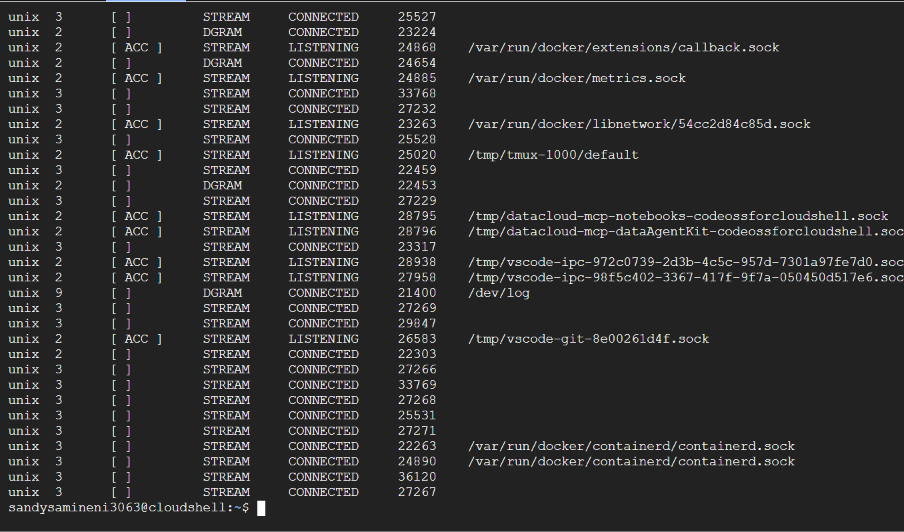 unix 3 [ ] STREAM CONNECTED 25527
unix 2 [ ] DGRAM CONNECTED 23224
unix 2 [ ACC ] STREAM LISTENING 24868 /var/run/docker/extensions/callback.sock
unix 2 [ ] DGRAM CONNECTED 24654
unix 2 [ ACC ] STREAM LISTENING 24885 /var/run/docker/metrics.sock
unix 3 [ ] STREAM CONNECTED 33768
unix 3 [ ] STREAM CONNECTED 27232
unix 2 [ ACC ] STREAM LISTENING 23263 /var/run/docker/libnetwork/54cc2d84c85d.sock
unix 3 [ ] STREAM CONNECTED 25528
unix 2 [ ACC ] STREAM LISTENING 25020 /tmp/tmux-1000/default
unix 3 [ ] STREAM CONNECTED 22459
unix 2 [ ] DGRAM CONNECTED 22453
unix 3 [ ] STREAM CONNECTED 27229
unix 2 [ ACC ] STREAM LISTENING 28795 /tmp/datacloud-mcp-notebooks-codeossforcloudshell.sock
unix 2 [ ACC ] STREAM LISTENING 28796 /tmp/datacloud-mcp-dataAgentKit-codeossforcloudshell.soc
unix 3 [ ] STREAM CONNECTED 23317
unix 2 [ ACC ] STREAM LISTENING 28938 /tmp/vscode-ipc-972c0739-2d3b-4c5c-957d-7301a97fe7d0.soc
unix 2 [ ACC ] STREAM LISTENING 27958 /tmp/vscode-ipc-98f5c402-3367-417f-9f7a-050450d517e6.soc
unix 9 [ ] DGRAM CONNECTED 21400 /dev/log
unix 3 [ ] STREAM CONNECTED 27269
unix 3 [ ] STREAM CONNECTED 29847
unix 2 [ ACC ] STREAM LISTENING 26583 /tmp/vscode-git-8e00261d4f.sock
unix 2 [ ] DGRAM CONNECTED 22303
unix 3 [ ] STREAM CONNECTED 27266
unix 3 [ ] STREAM CONNECTED 33769
unix 3 [ ] STREAM CONNECTED 27268
unix 3 [ ] STREAM CONNECTED 25531
unix 3 [ ] STREAM CONNECTED 27271
unix 3 [ ] STREAM CONNECTED 22263 /var/run/docker/containerd/containerd.sock
unix 3 [ ] STREAM CONNECTED 24890 /var/run/docker/containerd/containerd.sock
unix 3 [ ] STREAM CONNECTED 36120
unix 3 [ ] STREAM CONNECTED 27267
sandysamineni3063@cloudshell:~$